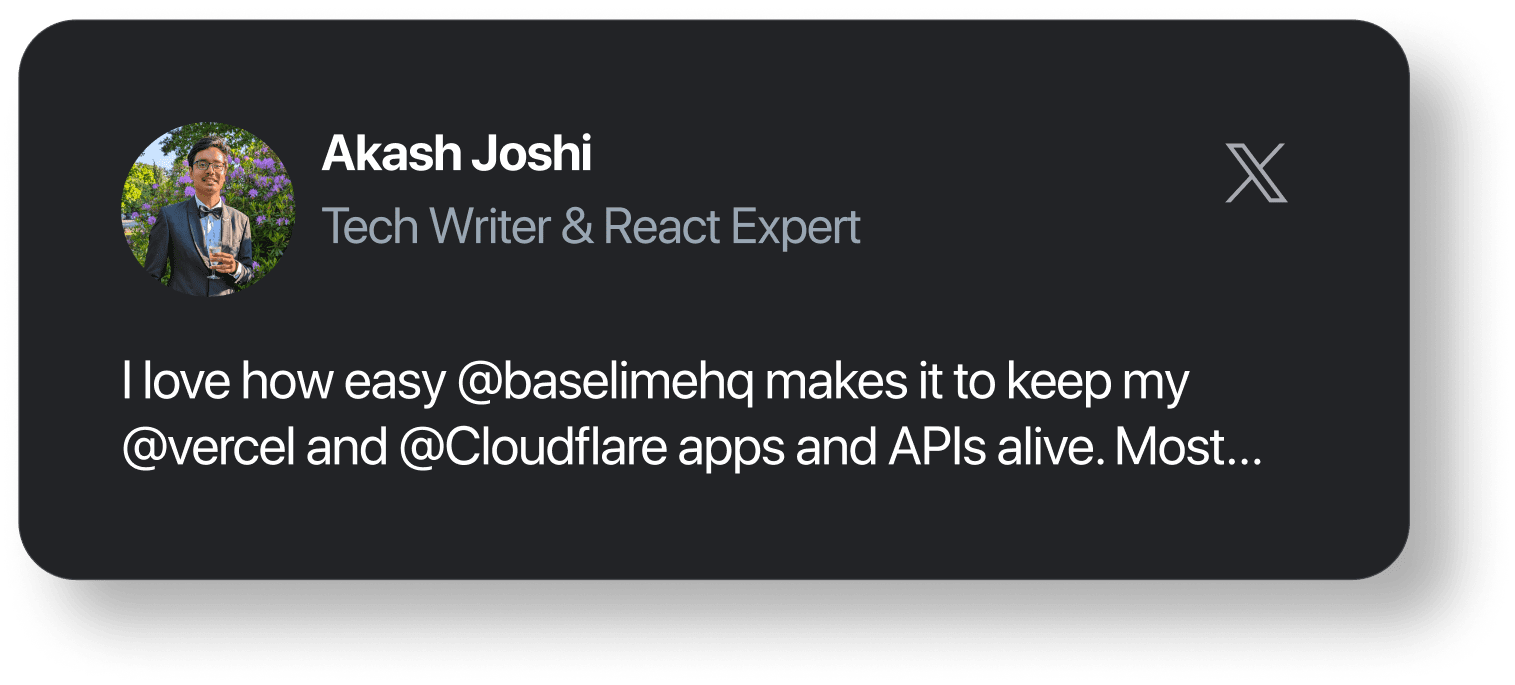 Akash Joshi
Tech Writer & React Expert
I love how easy @baselimehq makes it to keep my
@vercel and @Cloudflare apps and APIs alive. Most...